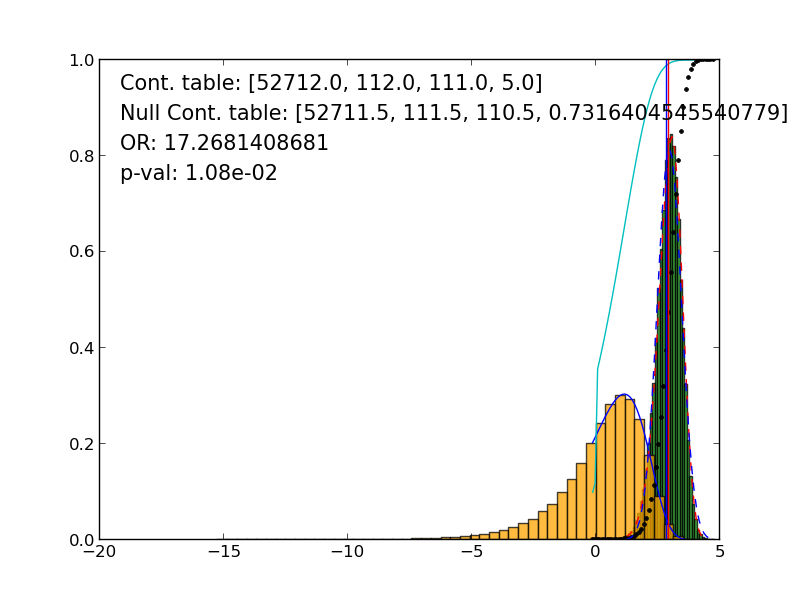 Cont. table: [52712.0, 112.0, 111.0, 5.0]
Null Cont. table: [52711.5, 111.5, 110.5, 0.7316404545540779]
OR: 17.2681408681
p-val: 1.08e-02
1.0
0.8
0.6
0.4
0.2
0.0
−20 −15 −10 −5 0 5